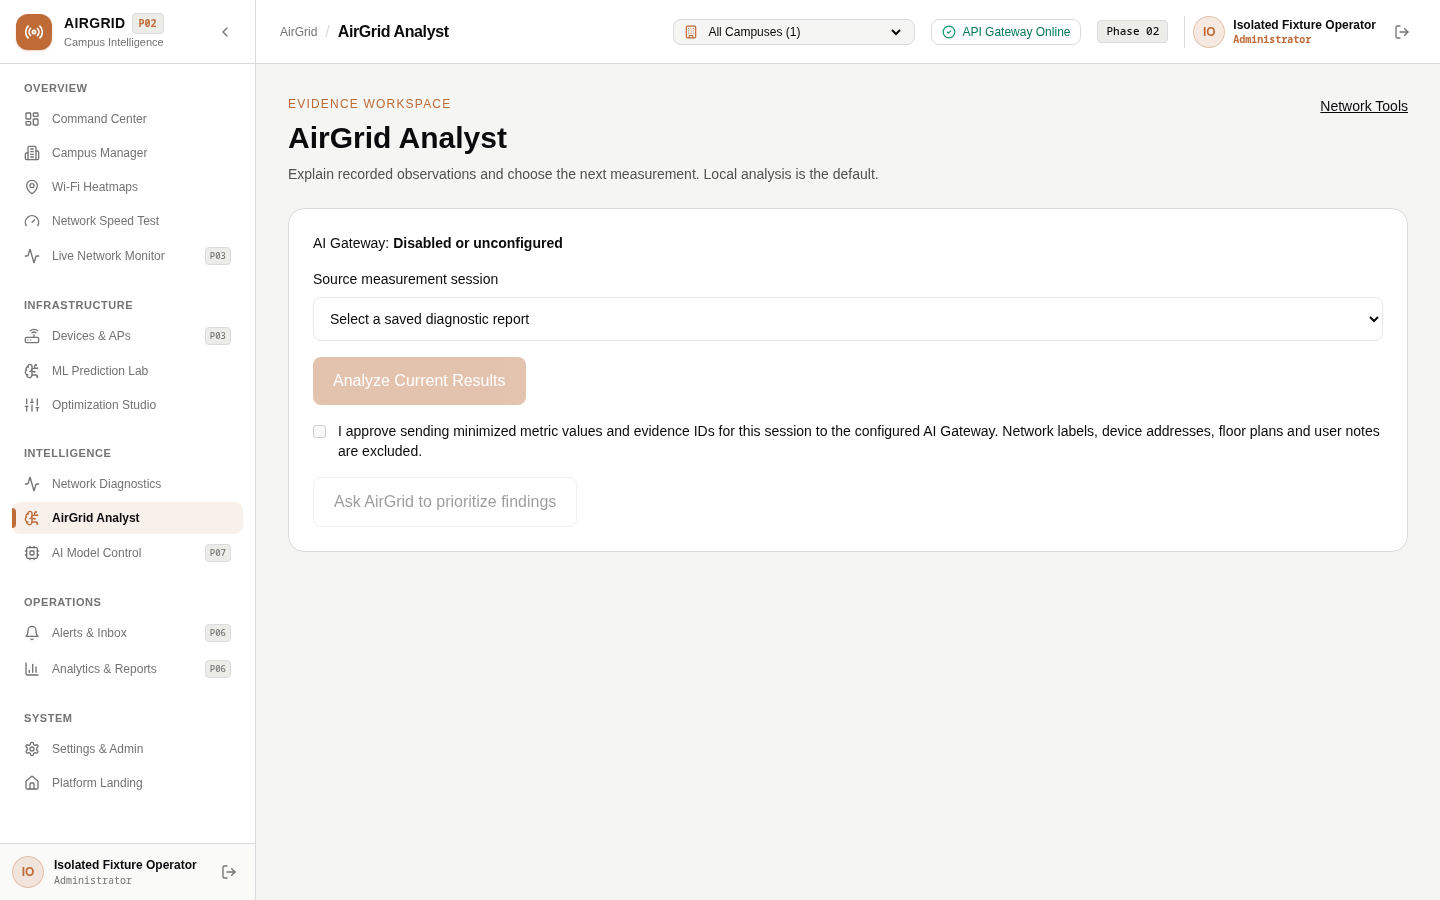 AIRGRID P02
Campus Intelligence
OVERVIEW
Command Center
Campus Manager
Wi-Fi Heatmaps
Network Speed Test
Live Network Monitor P03
INFRASTRUCTURE
Devices & APs P03
ML Prediction Lab
Optimization Studio
INTELLIGENCE
Network Diagnostics
AirGrid Analyst
AI Model Control P07
OPERATIONS
Alerts & Inbox P06
Analytics & Reports P06
SYSTEM
Settings & Admin
Platform Landing
IO Isolated Fixture Operator
Administrator
AirGrid / AirGrid Analyst
All Campuses (1)
API Gateway Online
Phase 02
IO Isolated Fixture Operator
Administrator
EVIDENCE WORKSPACE
Network Tools
AirGrid Analyst
Explain recorded observations and choose the next measurement. Local analysis is the default.
AI Gateway: Disabled or unconfigured
Source measurement session
Select a saved diagnostic report
Analyze Current Results
I approve sending minimized metric values and evidence IDs for this session to the configured AI Gateway. Network labels, device addresses, floor plans and user notes
are excluded.
Ask AirGrid to prioritize findings